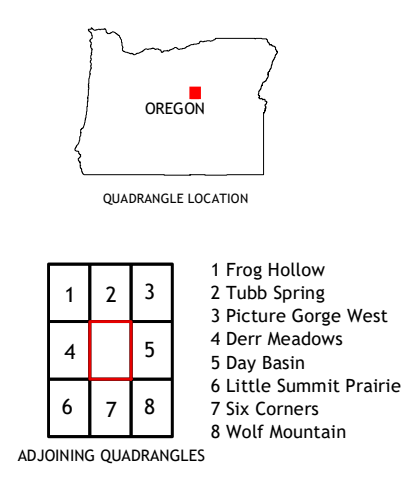 OREGON
QUADRANGLE LOCATION
1 2 3
4 5
6 7 8
ADJOINING QUADRANGLES
1 Frog Hollow
2 Tubb Spring
3 Picture Gorge West
4 Derr Meadows
5 Day Basin
6 Little Summit Prairie
7 Six Corners
8 Wolf Mountain